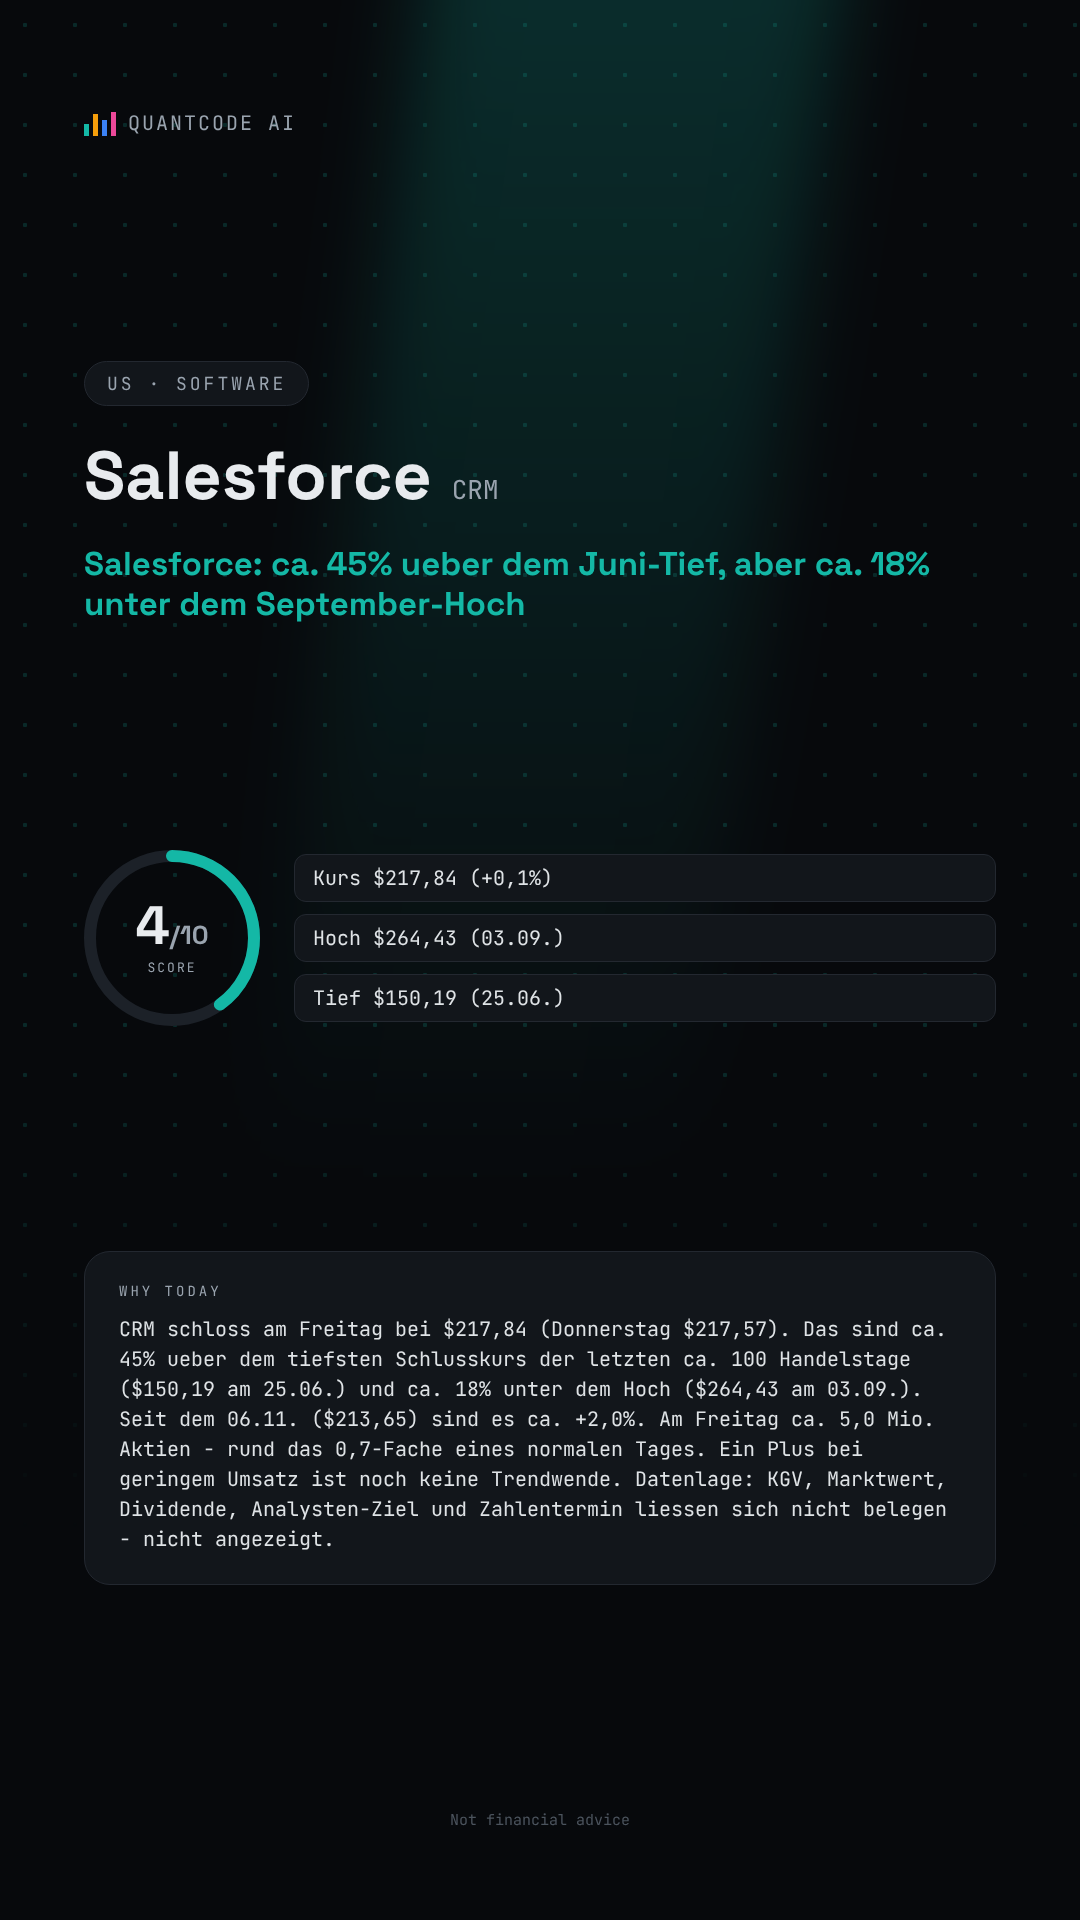 QUANTCODE AI
US · SOFTWARE
Salesforce CRM
Salesforce: ca. 45% ueber dem Juni-Tief, aber ca. 18%
unter dem September-Hoch
4/10
SCORE
Kurs $217,84 (+0,1%)
Hoch $264,43 (03.09.)
Tief $150,19 (25.06.)
WHY TODAY
CRM schloss am Freitag bei $217,84 (Donnerstag $217,57). Das sind ca.
45% ueber dem tiefsten Schlusskurs der letzten ca. 100 Handelstage
($150,19 am 25.06.) und ca. 18% unter dem Hoch ($264,43 am 03.09.).
Seit dem 06.11. ($213,65) sind es ca. +2,0%. Am Freitag ca. 5,0 Mio.
Aktien - rund das 0,7-Fache eines normalen Tages. Ein Plus bei
geringem Umsatz ist noch keine Trendwende. Datenlage: KGV, Marktwert,
Dividende, Analysten-Ziel und Zahlentermin liessen sich nicht belegen
- nicht angezeigt.
Not financial advice